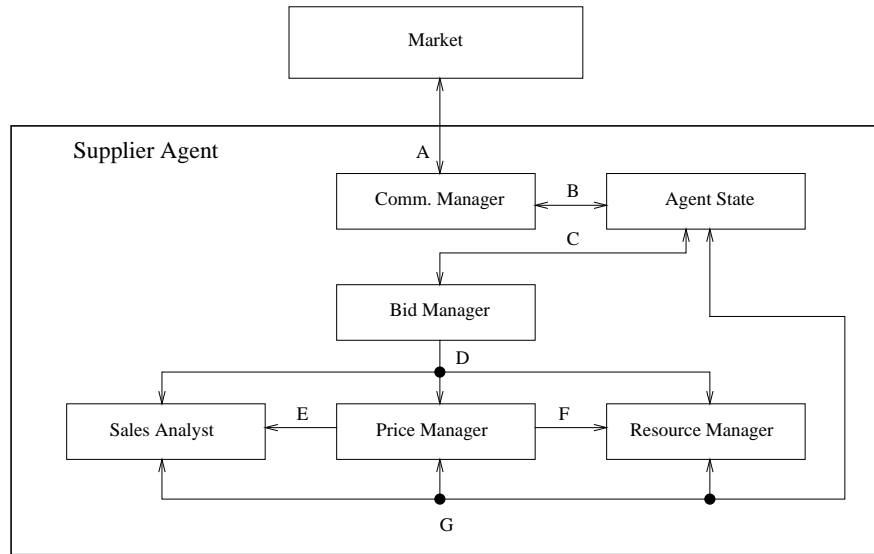 Market
Supplier Agent
A
Comm. Manager
B
Agent State
C
Bid Manager
D
Sales Analyst
E
Price Manager
F
Resource Manager
G